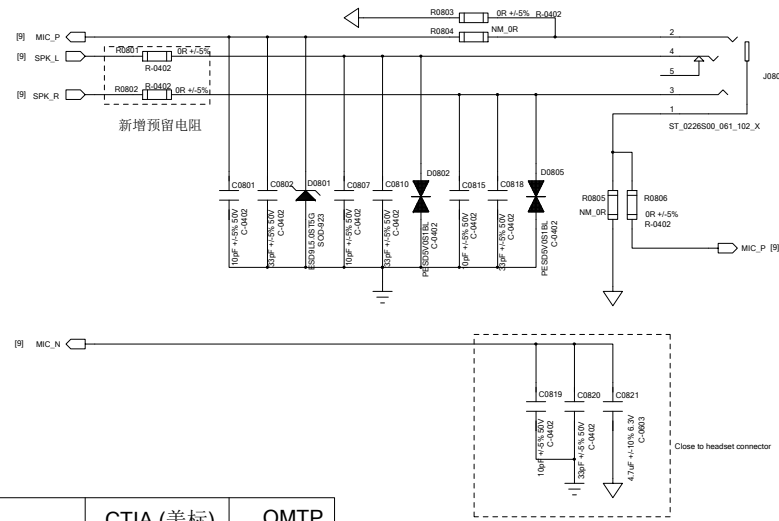 R0803 0R +/-5% R-0402
[9] MIC_P R0804 NM_0R 2
[9] SPK_L R0801 0R +/-5% 4
R-0402
5
J080
[9] SPK_R R0802 R-0402 0R +/-5% 3
新增预留电阻
1
ST_0226S00_061_102_X
C0801 10pF +/-5% 50V C-0402
C0802 33pF +/-5% 50V C-0402
D0801 ESD9L5.0ST5G SOD-923
C0807 10pF +/-5% 50V C-0402
C0810 33pF +/-5% 50V C-0402
D0802 PESD5V0S1BL C-0402
C0815 10pF +/-5% 50V C-0402
C0818 33pF +/-5% 50V C-0402
D0805 PESD5V0S1BL C-0402
R0805 NM_0R
R0806 0R +/-5% R-0402
MIC_P [9]
[9] MIC_N
C0819 10pF +/-5% 50V C-0402
C0820 33pF +/-5% 50V C-0402
C0821 4.7uF +/-10% 6.3V C-0603
Close to headset connector
CTIA (美标) OMTP